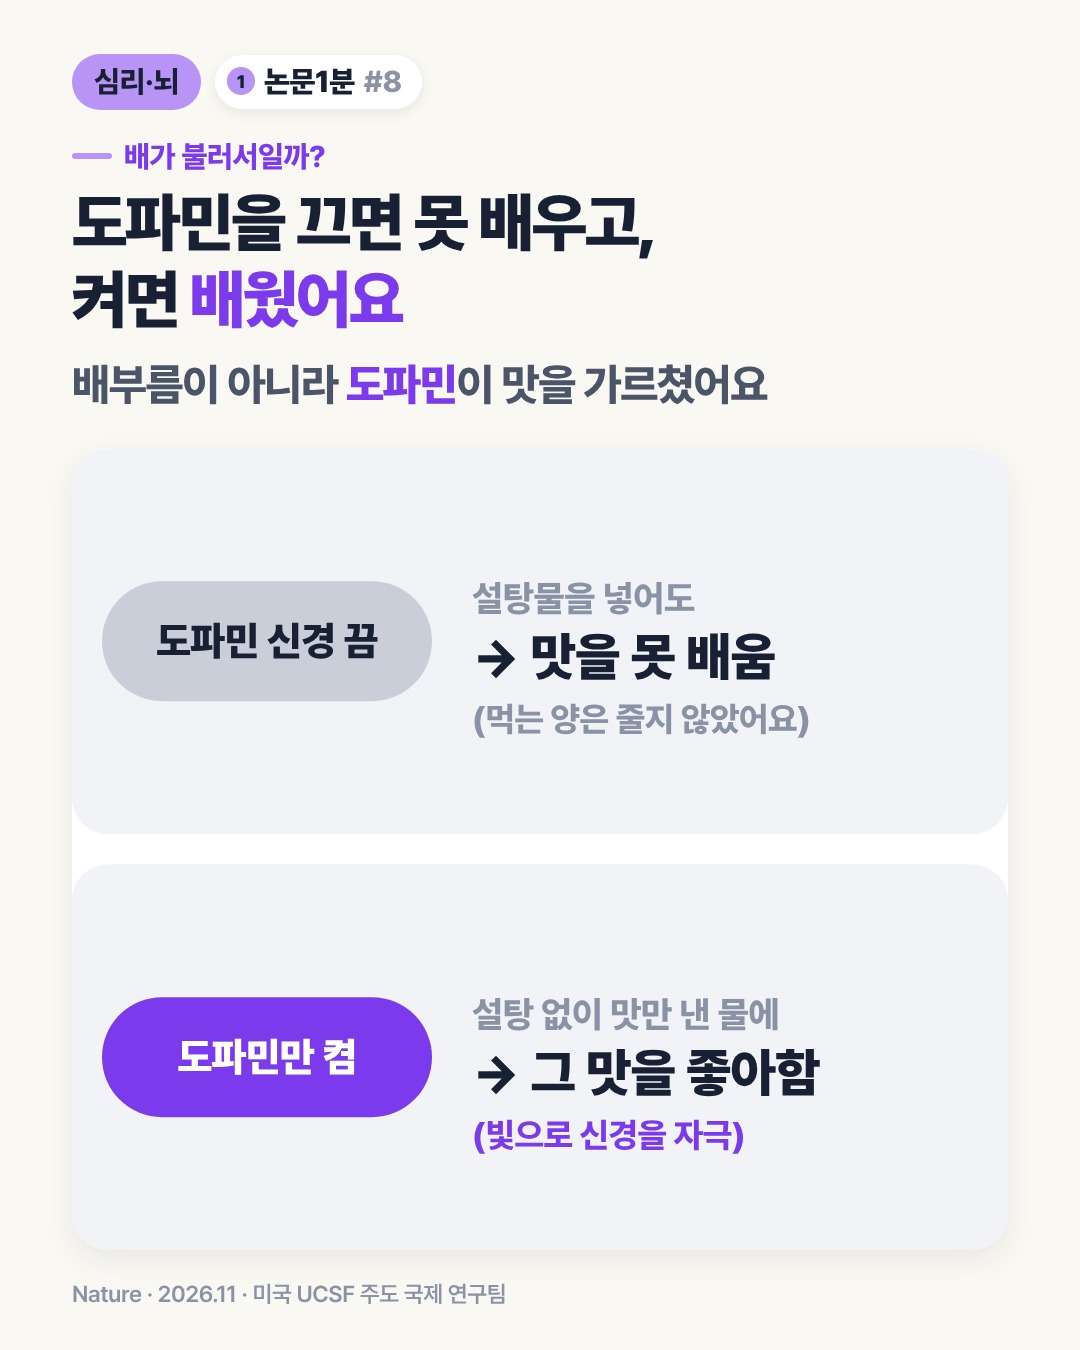 심리·뇌
1 논문1분 #8
배가 불러서일까?
도파민을 끄면 못 배우고,
켜면 배웠어요
배부름이 아니라 도파민이 맛을 가르쳤어요
도파민 신경 끔
설탕물을 넣어도
→ 맛을 못 배움
(먹는 양은 줄지 않았어요)
도파민만 켬
설탕 없이 맛만 낸 물에
→ 그 맛을 좋아함
(빛으로 신경을 자극)
Nature · 2026.11 · 미국 UCSF 주도 국제 연구팀